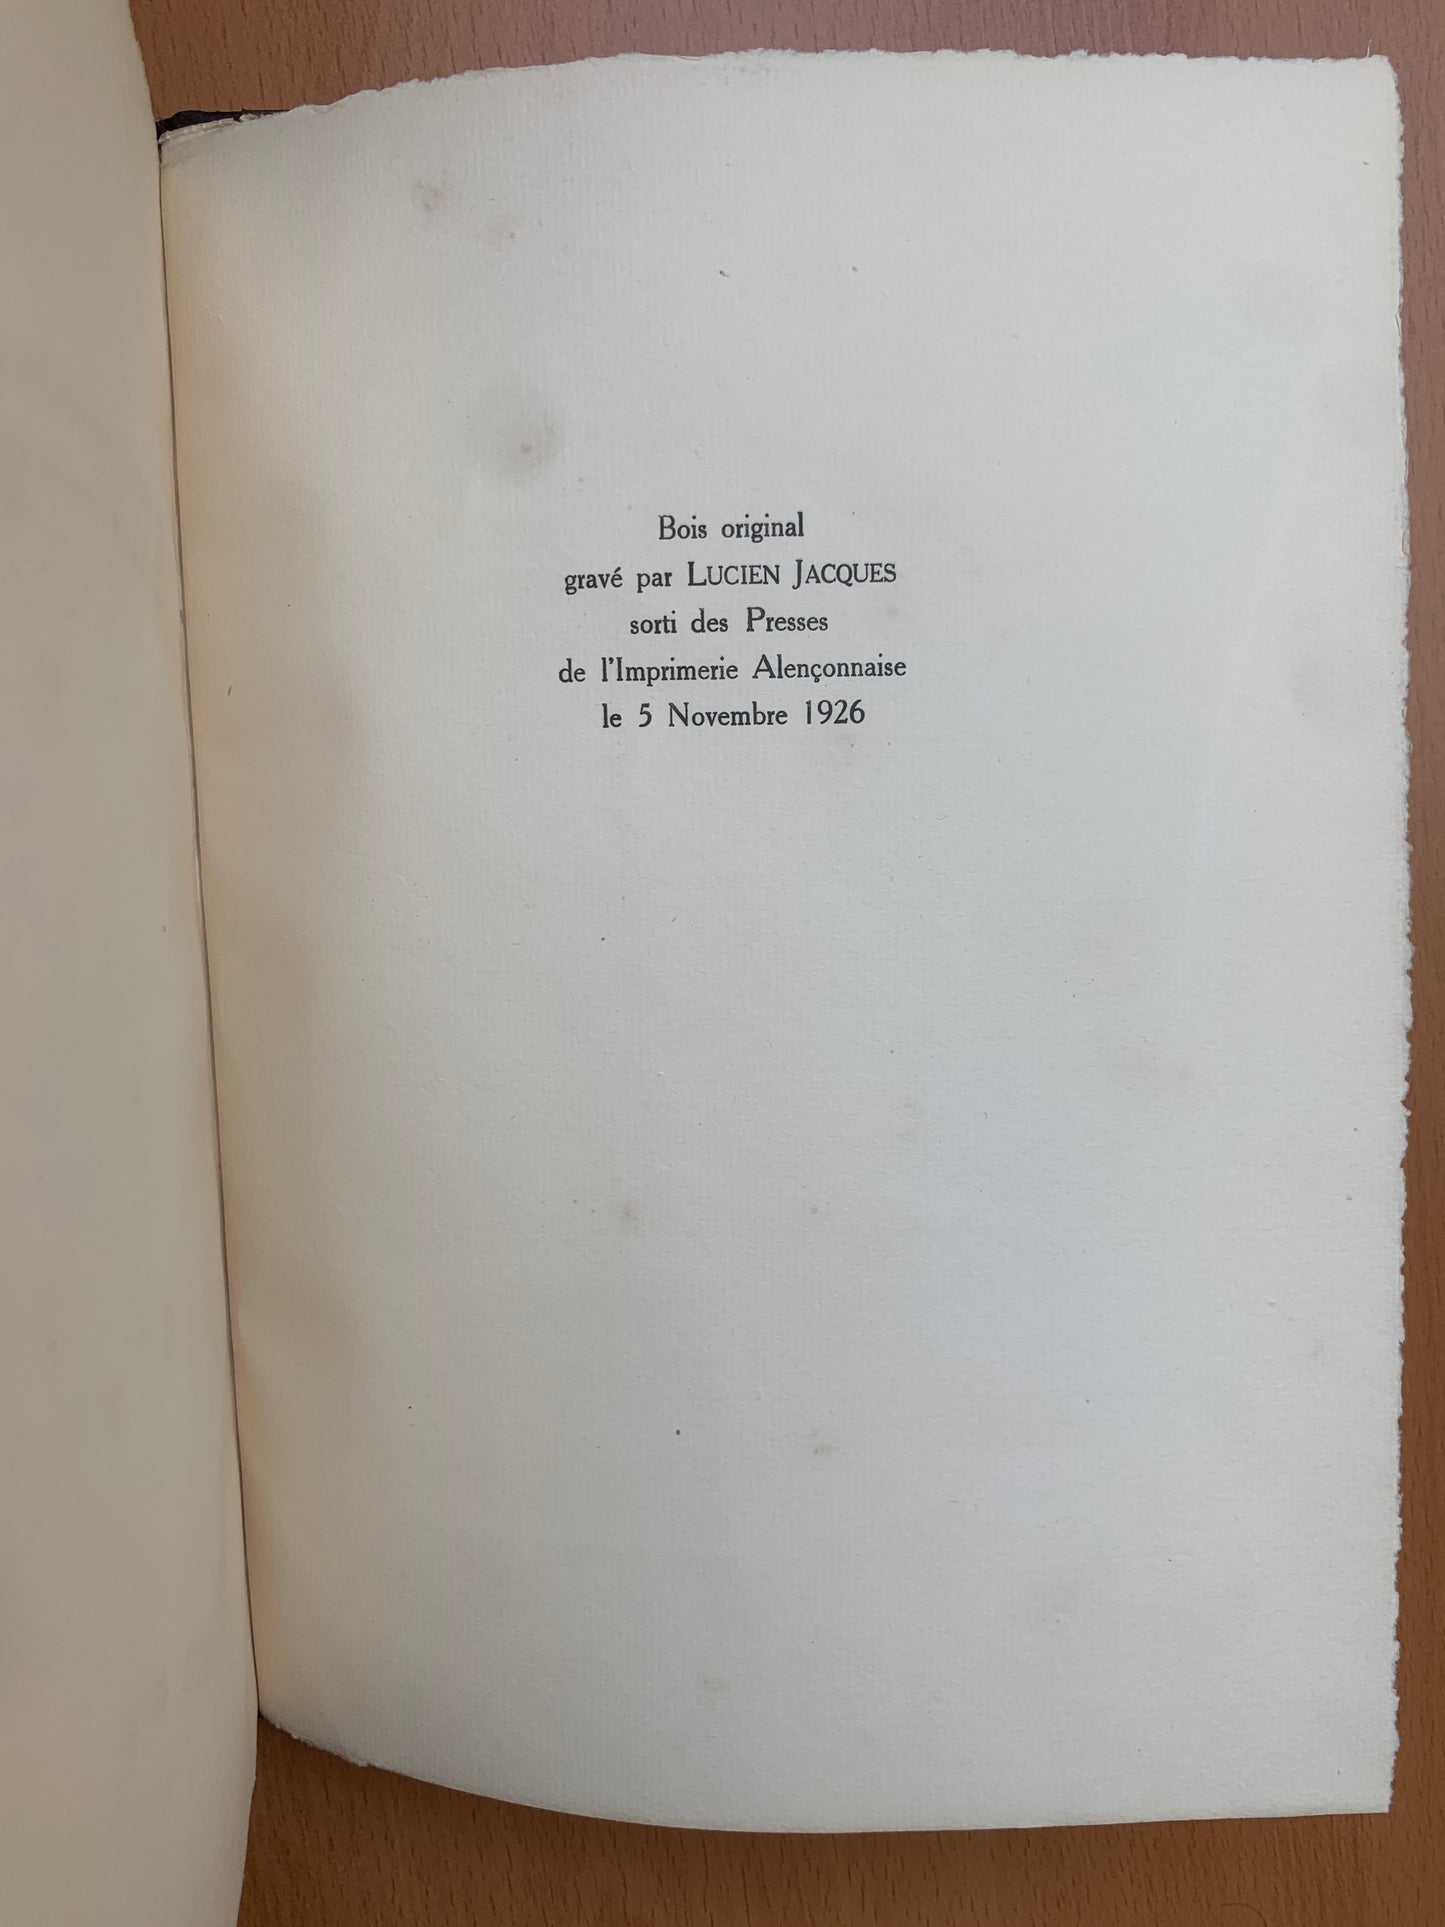 Bois original
gravé par LUCIEN JACQUES
sorti des Presses
de l'Imprimerie Alençonnaise
le 5 Novembre 1926